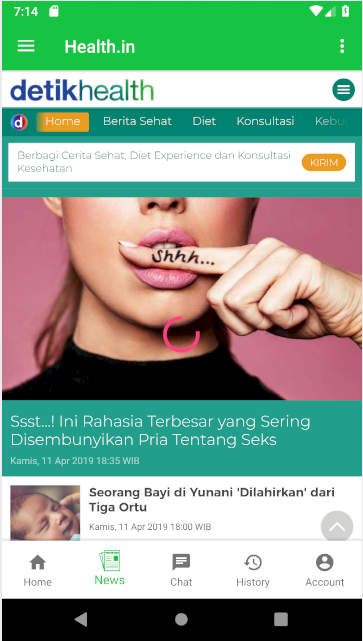 7:14
Health.in
detikhealth
d Home Berita Sehat Diet Konsultasi
Berbagi Cerita Sehat, Diet Experience dan Konsultasi
Kesehatan
KIRIM
Shhh...
Ssst...! Ini Rahasia Terbesar yang Sering
Disembunyikan Pria Tentang Seks
Kamis, 11 Apr 2019 18:35 WIB
Seorang Bayi di Yunani 'Dilahirkan' dari
Tiga Ortu
Kamis, 11 Apr 2019 18:00 WIB
Home News Chat History Account